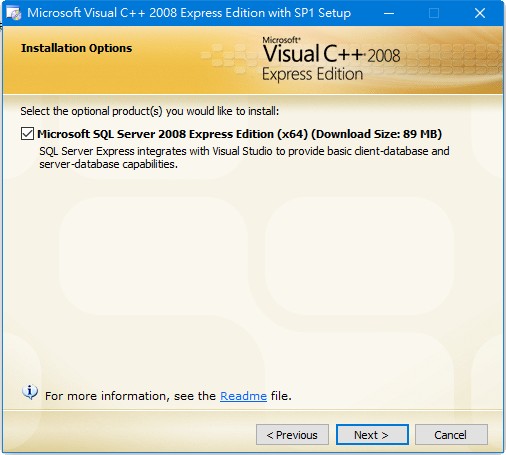 Microsoft Visual C++ 2008 Express Edition with SP1 Setup
Installation Options
Microsoft®
Visual C++® 2008
Express Edition
Select the optional product(s) you would like to install:
Microsoft SQL Server 2008 Express Edition (x64) (Download Size: 89 MB)
SQL Server Express integrates with Visual Studio to provide basic client-database and
server-database capabilities.
For more information, see the Readme file.
< Previous
Next >
Cancel